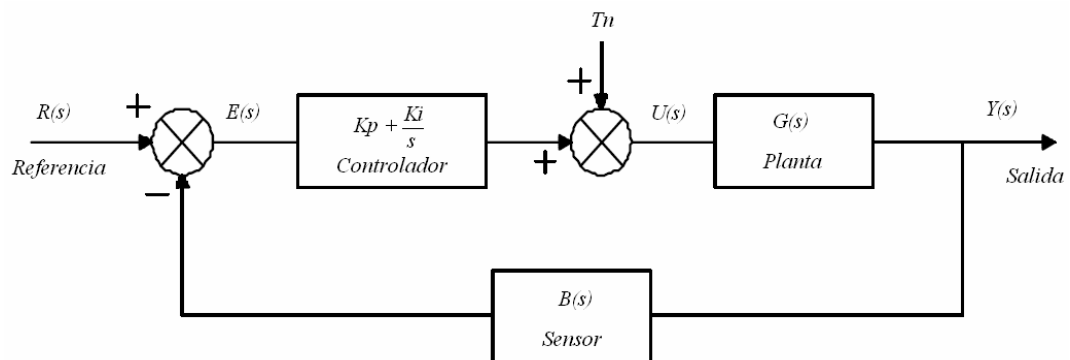 Tn
+
R(s)
+
E(s)
Kp + Ki/s
Controlador
+
U(s)
G(s)
Planta
Y(s)
Referencia
−
Salida
B(s)
Sensor